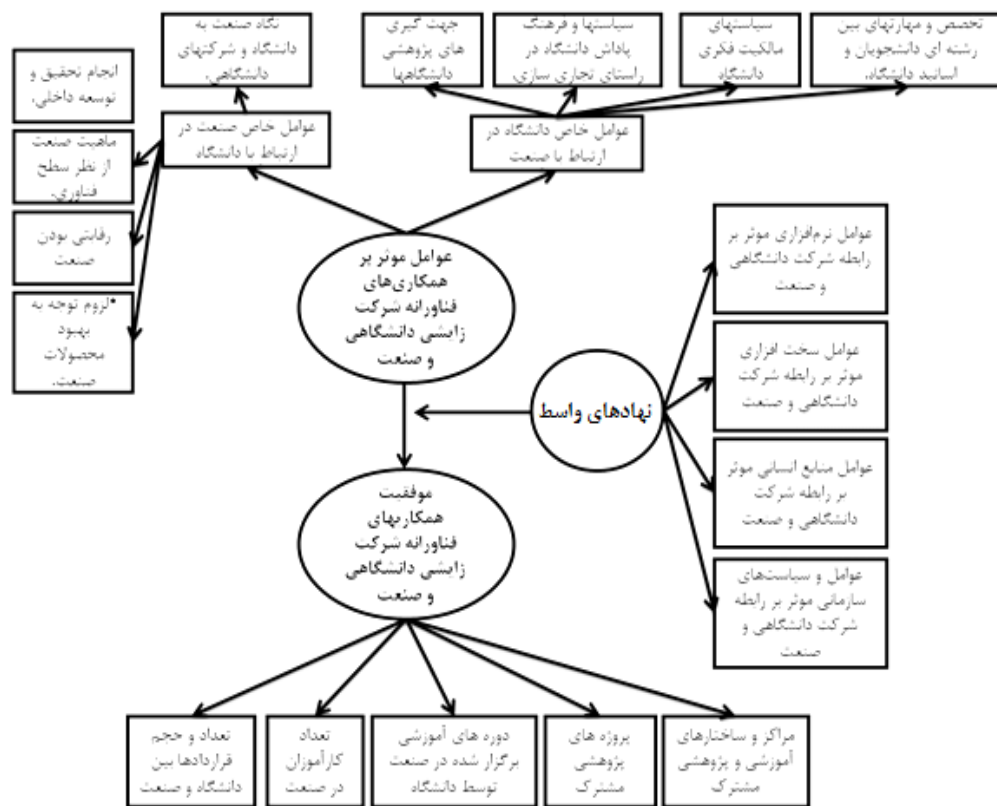 تخصص و مهارتهای بین
رشته ای دانشجویان و
اساتید دانشگاه.
سیاستهای
مالکیت فکری
دانشگاه
سیاستها و فرهنگ
پاداش دانشگاه در
راستای تجاری سازی.
جهت گیری
های پژوهشی
دانشگاهها
نگاه صنعت به
دانشگاه و شرکتهای
دانشگاهی.
انجام تحقیق و
توسعه داخلی.
عوامل خاص دانشگاه در
ارتباط با صنعت
عوامل خاص صنعت در
ارتباط با دانشگاه
ماهیت صنعت
از نظر سطح
فناوری.
رقابتی بودن
صنعت
•لزوم توجه به
بهبود
محصولات
صنعت.
عوامل موثر بر
همکاری‌های
فناورانه شرکت
زایشی دانشگاهی
و صنعت
عوامل نرم‌افزاری موثر بر
رابطه شرکت دانشگاهی
و صنعت
عوامل سخت افزاری
موثر بر رابطه شرکت
دانشگاهی و صنعت
نهادهای واسط
عوامل منابع انسانی موثر
بر رابطه شرکت
دانشگاهی و صنعت
عوامل و سیاست‌های
سازمانی موثر بر رابطه
شرکت دانشگاهی و
صنعت
موفقیت
همکاریهای
فناورانه شرکت
زایشی دانشگاهی
و صنعت
مراکز و ساختارهای
آموزشی و پژوهشی
مشترک
پروژه های
پژوهشی
مشترک
دوره های آموزشی
برگزار شده در صنعت
توسط دانشگاه
تعداد
کارآموزان
در صنعت
تعداد و حجم
قراردادها بین
دانشگاه و صنعت